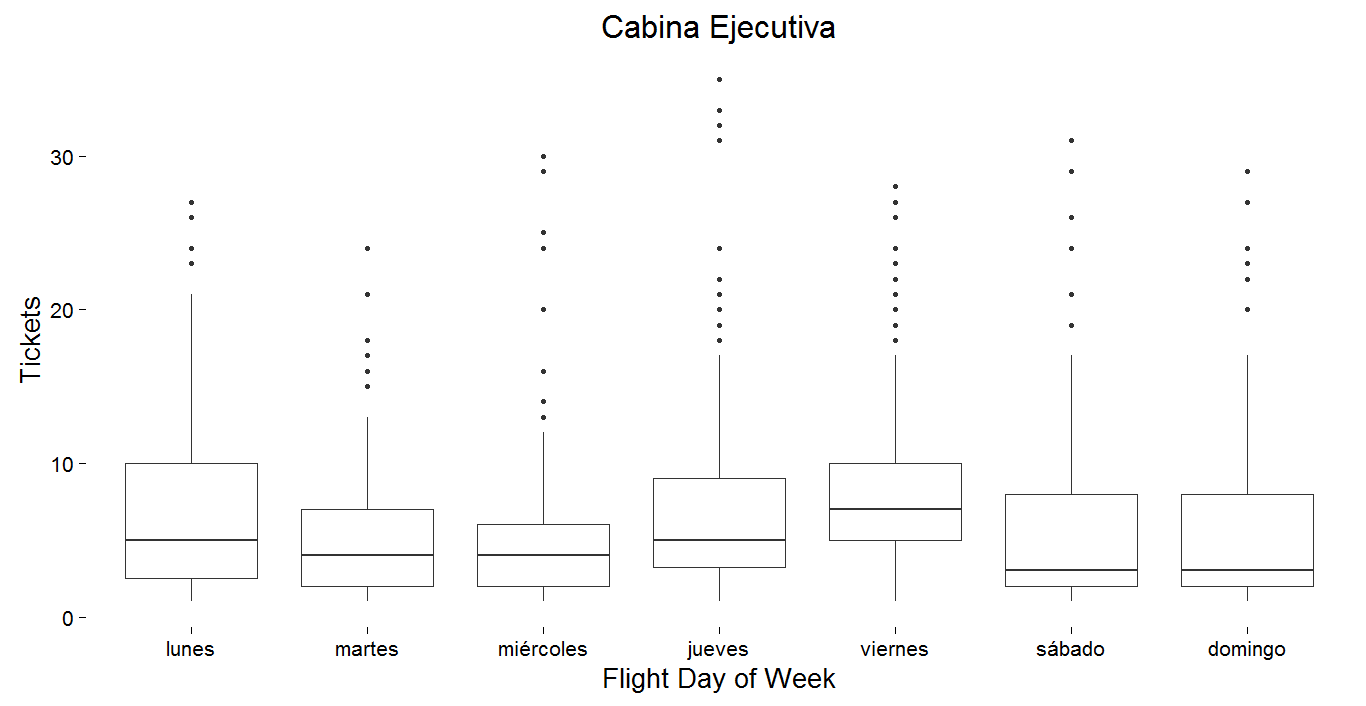 Cabina Ejecutiva
Tickets
30
20
10
0
lunes martes miércoles jueves viernes sábado domingo
Flight Day of Week